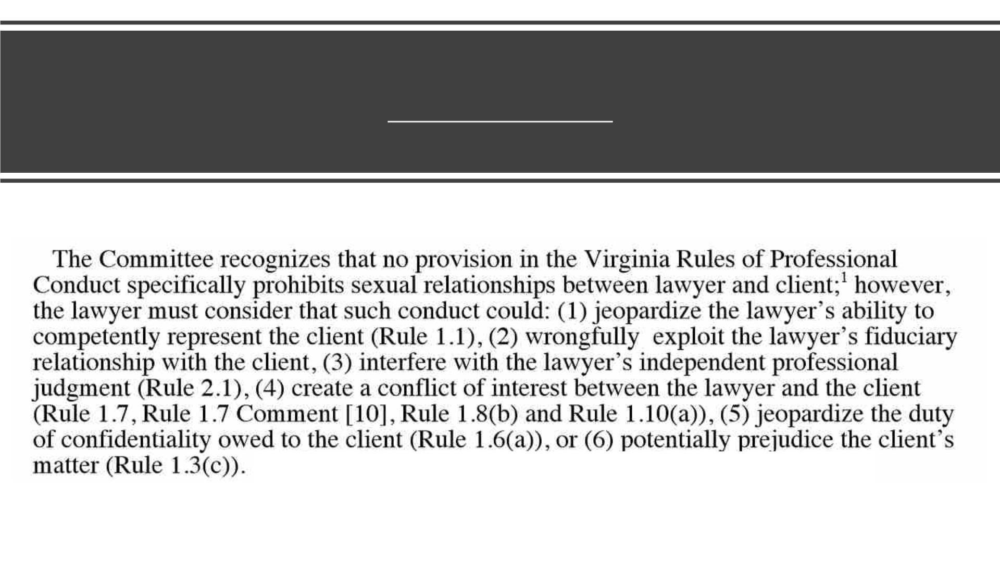 The Committee recognizes that no provision in the Virginia Rules of Professional
Conduct specifically prohibits sexual relationships between lawyer and client;¹ however,
the lawyer must consider that such conduct could: (1) jeopardize the lawyer’s ability to
competently represent the client (Rule 1.1), (2) wrongfully exploit the lawyer’s fiduciary
relationship with the client, (3) interfere with the lawyer’s independent professional
judgment (Rule 2.1), (4) create a conflict of interest between the lawyer and the client
(Rule 1.7, Rule 1.7 Comment [10], Rule 1.8(b) and Rule 1.10(a)), (5) jeopardize the duty
of confidentiality owed to the client (Rule 1.6(a)), or (6) potentially prejudice the client’s
matter (Rule 1.3(c)).